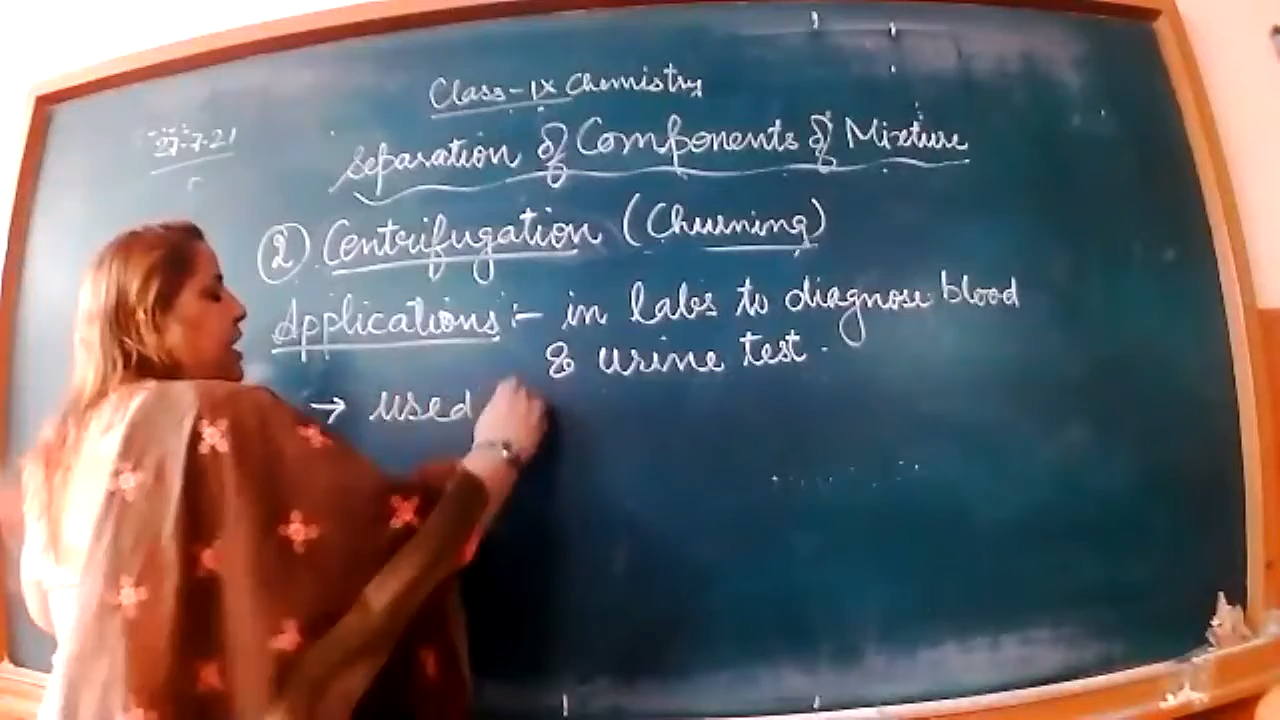 Class-IX Chemistry
27-7-21
Separation of Components of Mixture
2) Centrifugation (Churning)
Applications :- in labs to diagnose blood
& urine test.
→ used